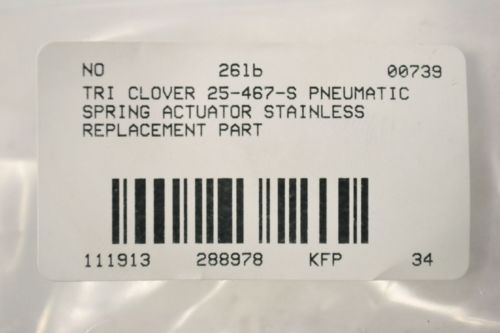 NO 261b 00739
TRI CLOVER 25-467-S PNEUMATIC
SPRING ACTUATOR STAINLESS
REPLACEMENT PART
111913 288978 KFP 34